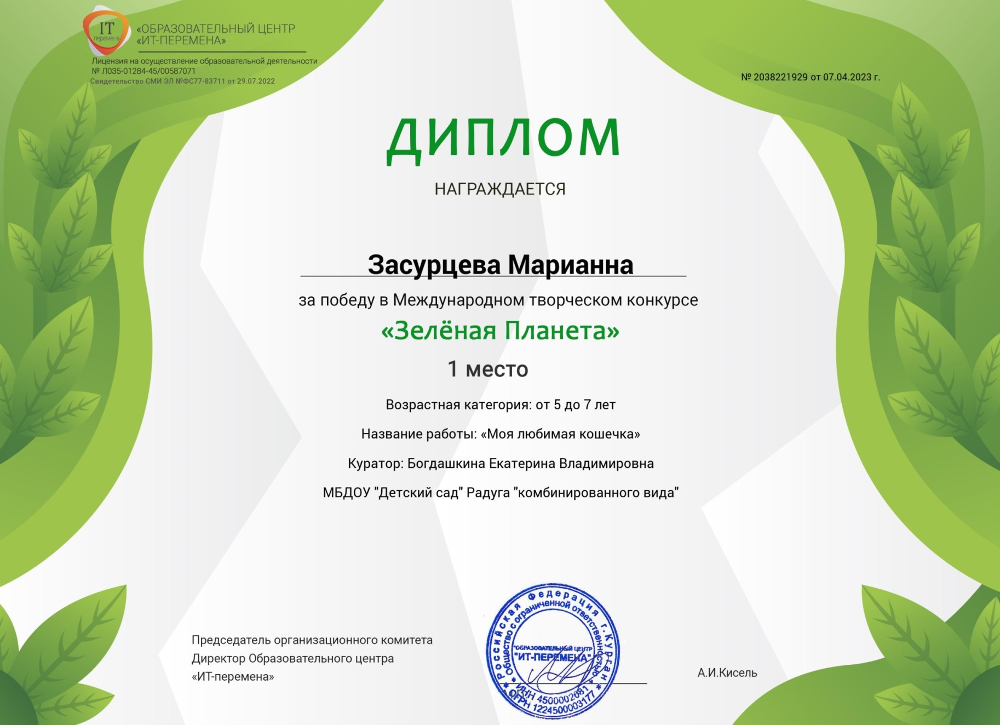 IT
перемена
«ОБРАЗОВАТЕЛЬНЫЙ ЦЕНТР
«ИТ-ПЕРЕМЕНА»
Лицензия на осуществление образовательной деятельности
№ Л035-01284-45/00587071
Свидетельство СМИ ЭЛ №ФС77-83711 от 29.07.2022
№ 2038221929 от 07.04.2023 г.
ДИПЛОМ
НАГРАЖДАЕТСЯ
Засурцева Марианна
за победу в Международном творческом конкурсе
«Зелёная Планета»
1 место
Возрастная категория: от 5 до 7 лет
Название работы: «Моя любимая кошечка»
Куратор: Богдашкина Екатерина Владимировна
МБДОУ "Детский сад" Радуга "комбинированного вида"
Председатель организационного комитета
Директор Образовательного центра
«ИТ-перемена»
Российская Федерация г.Курган
Общество с ограниченной ответственностью
"ОБРАЗОВАТЕЛЬНЫЙ ЦЕНТР
"ИТ-ПЕРЕМЕНА"
ИНН 4500002081
ОГРН 1224500003177
А.И.Кисель